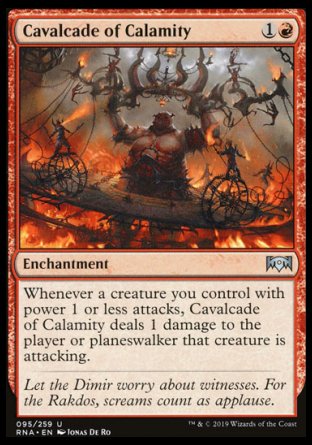 Cavalcade of Calamity 1
Enchantment
Whenever a creature you control with
power 1 or less attacks, Cavalcade
of Calamity deals 1 damage to the
player or planeswalker that creature is
attacking.
Let the Dimir worry about witnesses. For
the Rakdos, screams count as applause.
095/259 U
RNA • EN Jonas De Ro ™ & © 2019 Wizards of the Coast